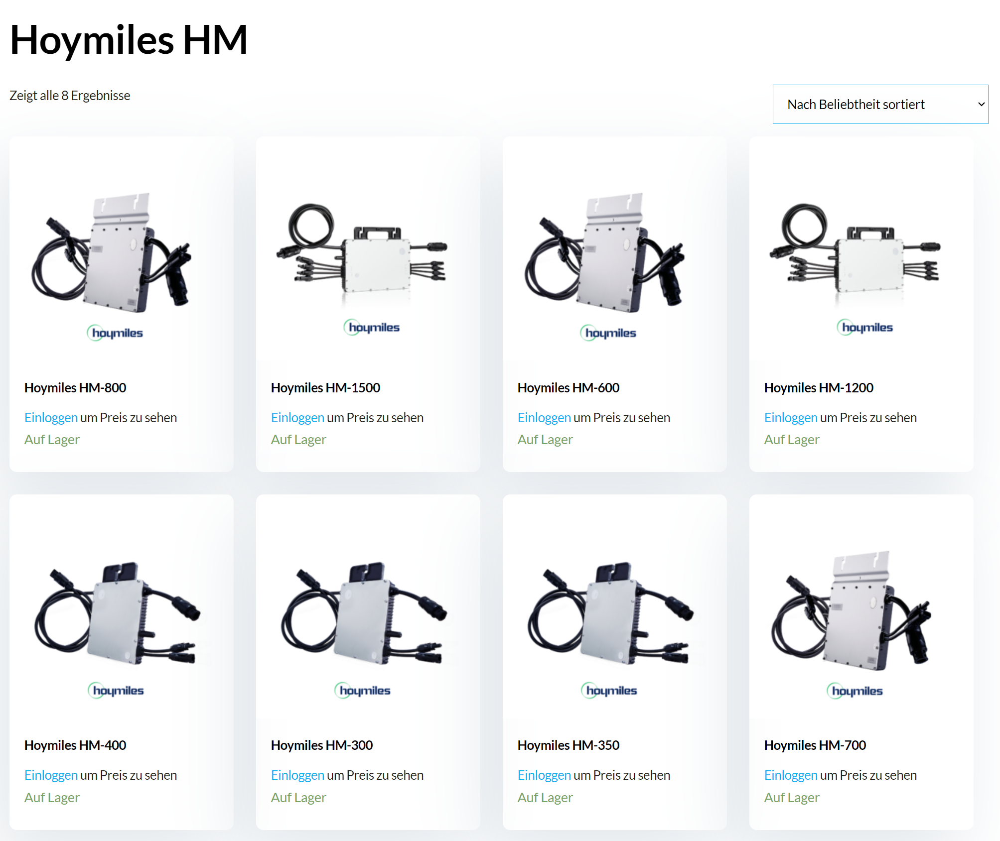 Hoymiles HM
Zeigt alle 8 Ergebnisse
Nach Beliebtheit sortiert
hoymiles
hoymiles
hoymiles
hoymiles
Hoymiles HM-800
Hoymiles HM-1500
Hoymiles HM-600
Hoymiles HM-1200
Einloggen um Preis zu sehen
Einloggen um Preis zu sehen
Einloggen um Preis zu sehen
Einloggen um Preis zu sehen
Auf Lager
Auf Lager
Auf Lager
Auf Lager
hoymiles
hoymiles
hoymiles
hoymiles
Hoymiles HM-400
Hoymiles HM-300
Hoymiles HM-350
Hoymiles HM-700
Einloggen um Preis zu sehen
Einloggen um Preis zu sehen
Einloggen um Preis zu sehen
Einloggen um Preis zu sehen
Auf Lager
Auf Lager
Auf Lager
Auf Lager